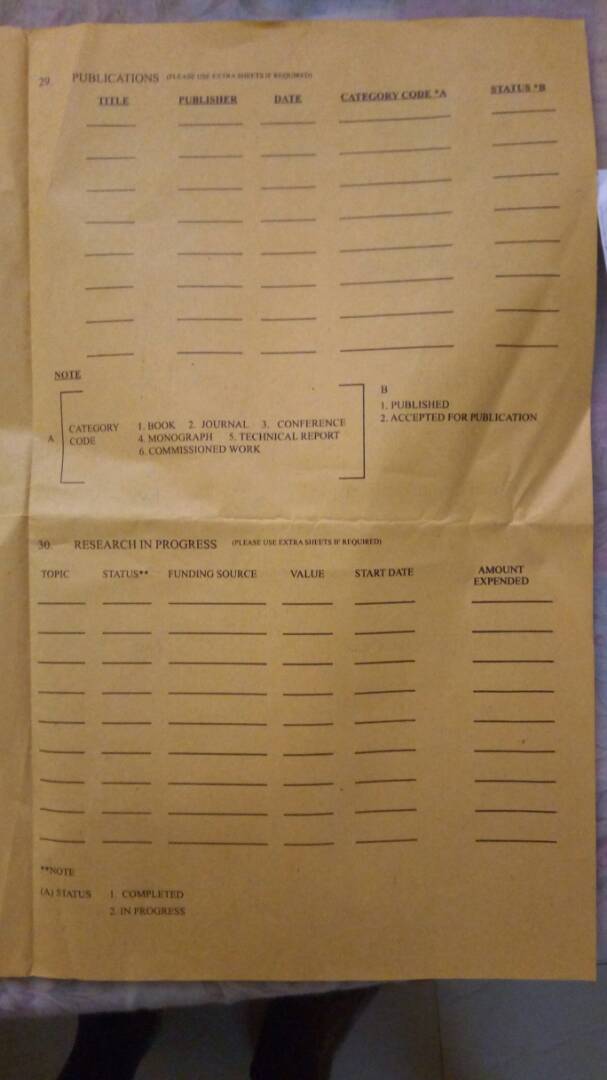 29. PUBLICATIONS (PLEASE USE EXTRA SHEETS IF REQUIRED)
TITLE PUBLISHER DATE CATEGORY CODE *A STATUS *B
NOTE
A CATEGORY CODE
1. BOOK 2. JOURNAL 3. CONFERENCE
4. MONOGRAPH 5. TECHNICAL REPORT
6. COMMISSIONED WORK
B
1. PUBLISHED
2. ACCEPTED FOR PUBLICATION
30. RESEARCH IN PROGRESS (PLEASE USE EXTRA SHEETS IF REQUIRED)
TOPIC STATUS** FUNDING SOURCE VALUE START DATE AMOUNT EXPENDED
**NOTE
(A) STATUS 1. COMPLETED
2. IN PROGRESS